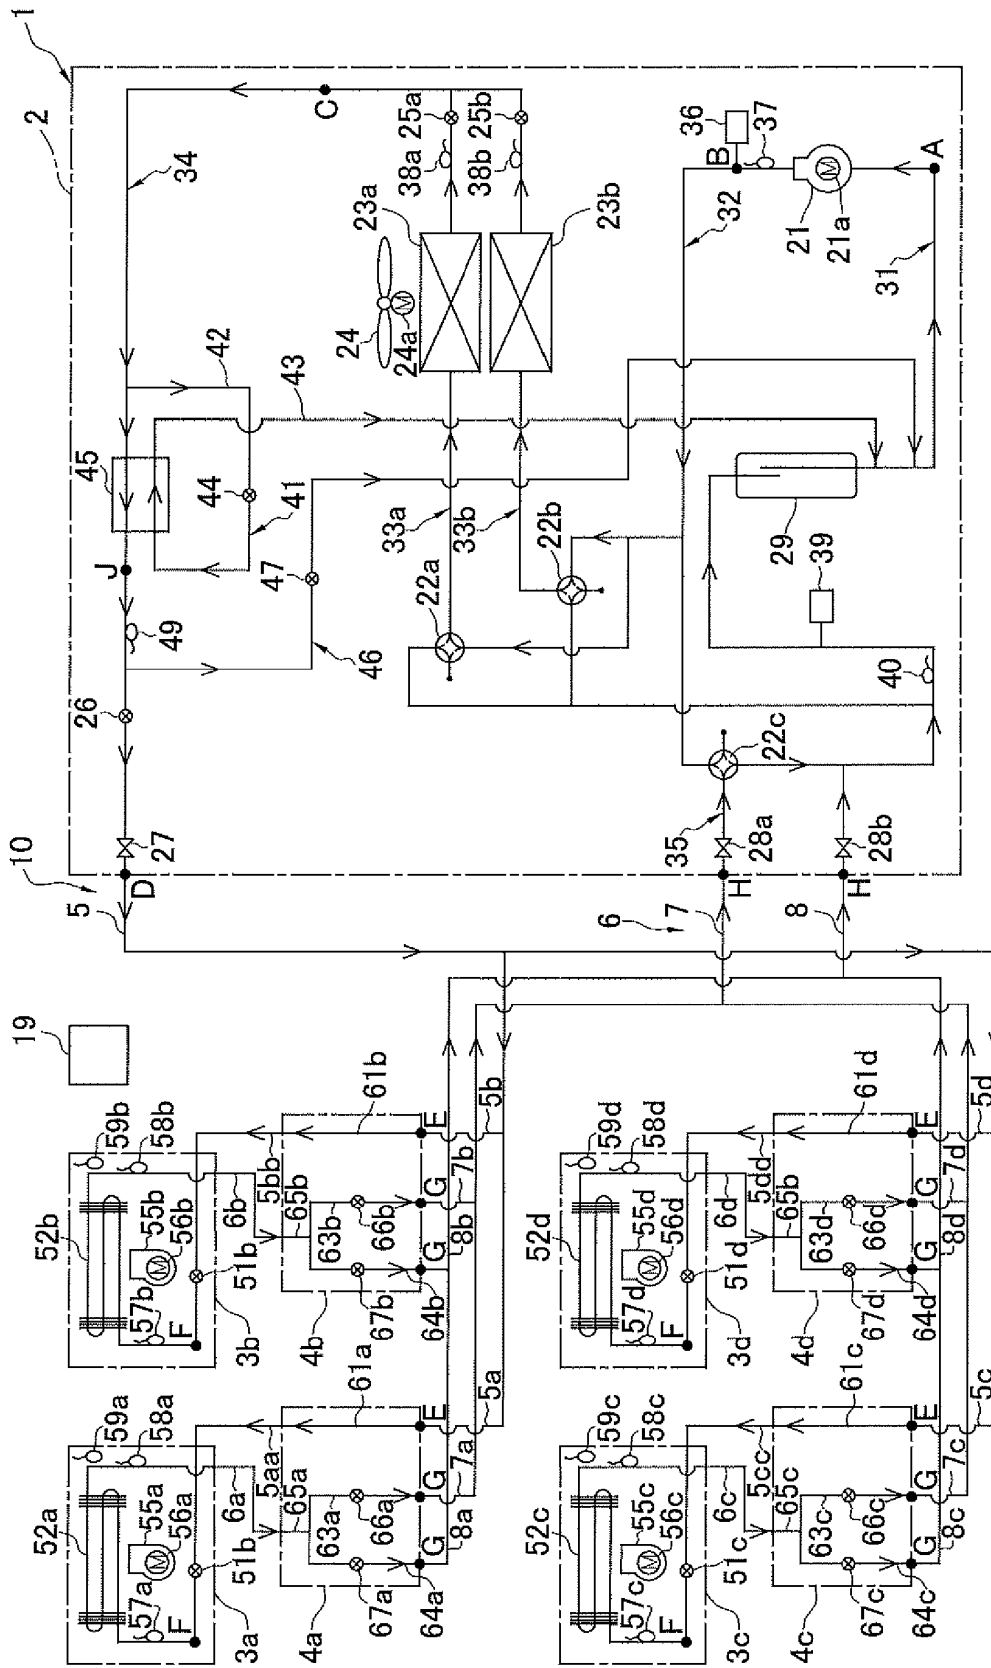 1
2
34
C
25a
38a
25b
38b
36
37
B
A
21
21a
32
31
23a
23b
24
24a
42
43
45
44
41
33a
33b
22a
22b
29
39
47
J
49
46
40
26
22c
27
35
28a
28b
10
D
H
H
5
6
7
8
19
59b
58b
52b
55b
56b
57b
51b
F
3b
5bb
6b
65b
61b
63b
66b
67b
64b
4b
E
G
G
5b
7b
8b
59a
58a
52a
55a
56a
57a
51b
F
3a
5aa
6a
65a
61a
63a
66a
67a
64a
4a
E
G
G
5a
7a
8a
59d
58d
52d
55d
56d
57d
51d
F
3d
5dd
6d
65b
61d
63d
66d
67d
64d
4d
E
G
G
5d
7d
8d
59c
58c
52c
55c
56c
57c
51c
F
3c
5cc
6c
65c
61c
63c
66c
67c
64c
4c
E
G
G
5c
7c
8c
M
M
M
M
M
M